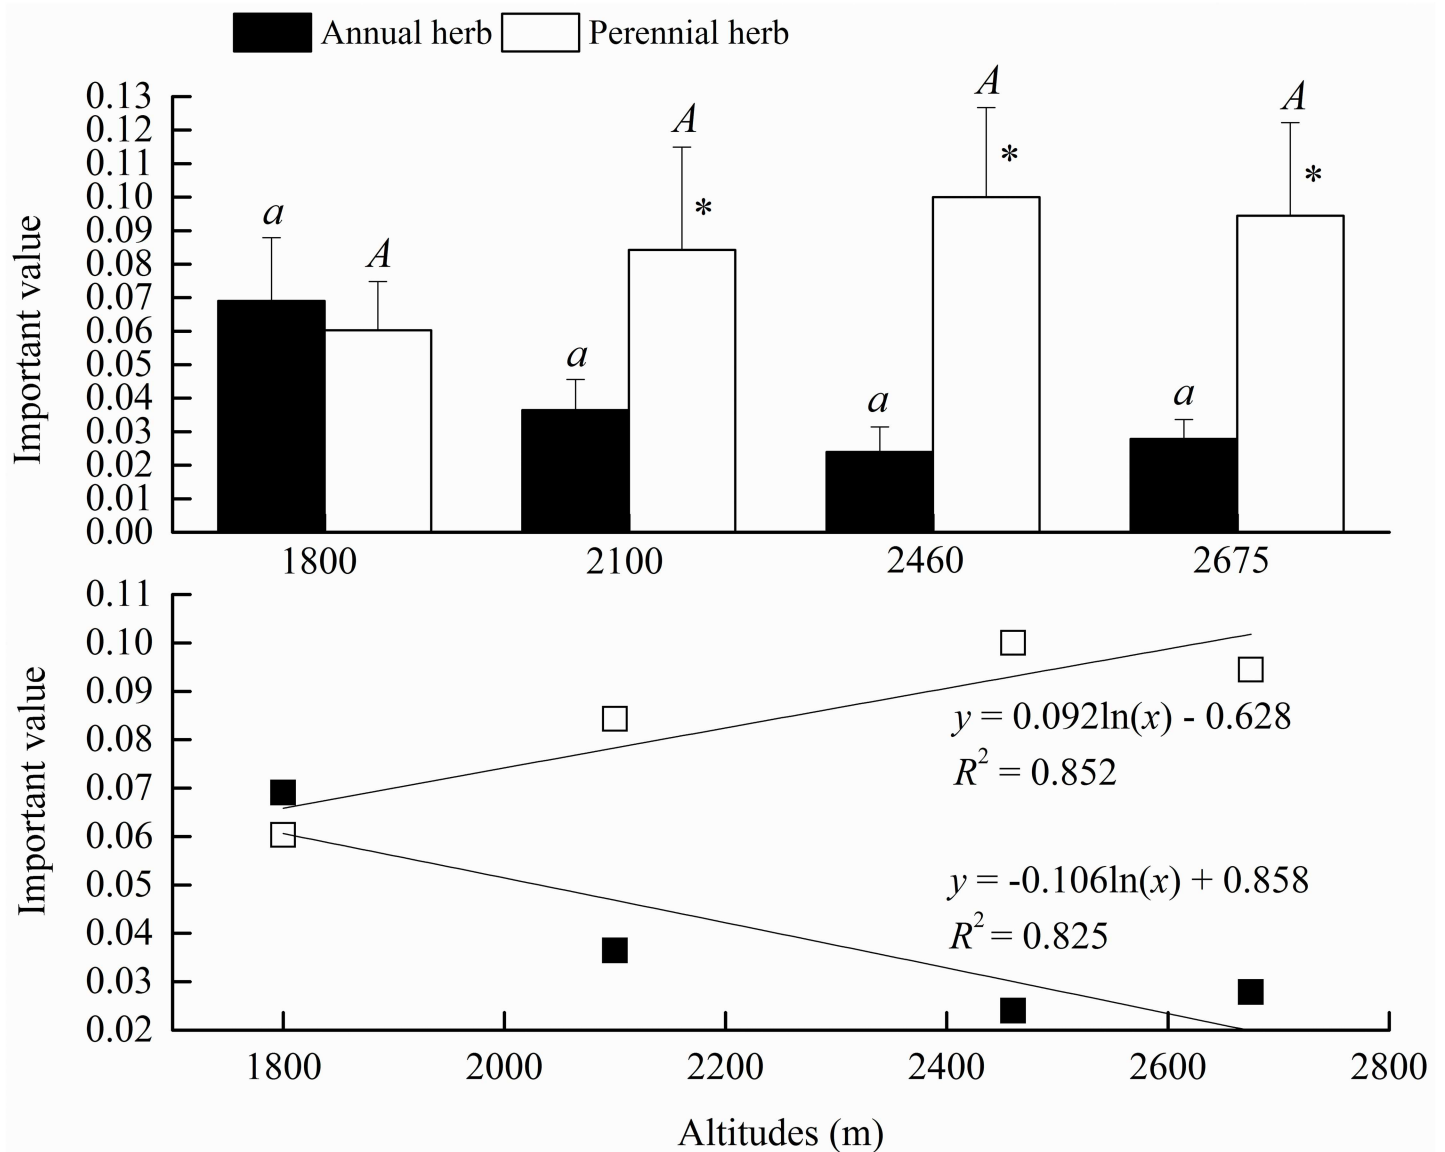 Annual herb Perennial herb
0.13
0.12
0.11
0.10
0.09
0.08
0.07
0.06
0.05
0.04
0.03
0.02
0.01
0.00
Important value
a A a A * a A * a A *
1800 2100 2460 2675
0.11
0.10
0.09
0.08
0.07
0.06
0.05
0.04
0.03
0.02
Important value
y = 0.092ln(x) - 0.628
R² = 0.852
y = -0.106ln(x) + 0.858
R² = 0.825
1800 2000 2200 2400 2600 2800
Altitudes (m)